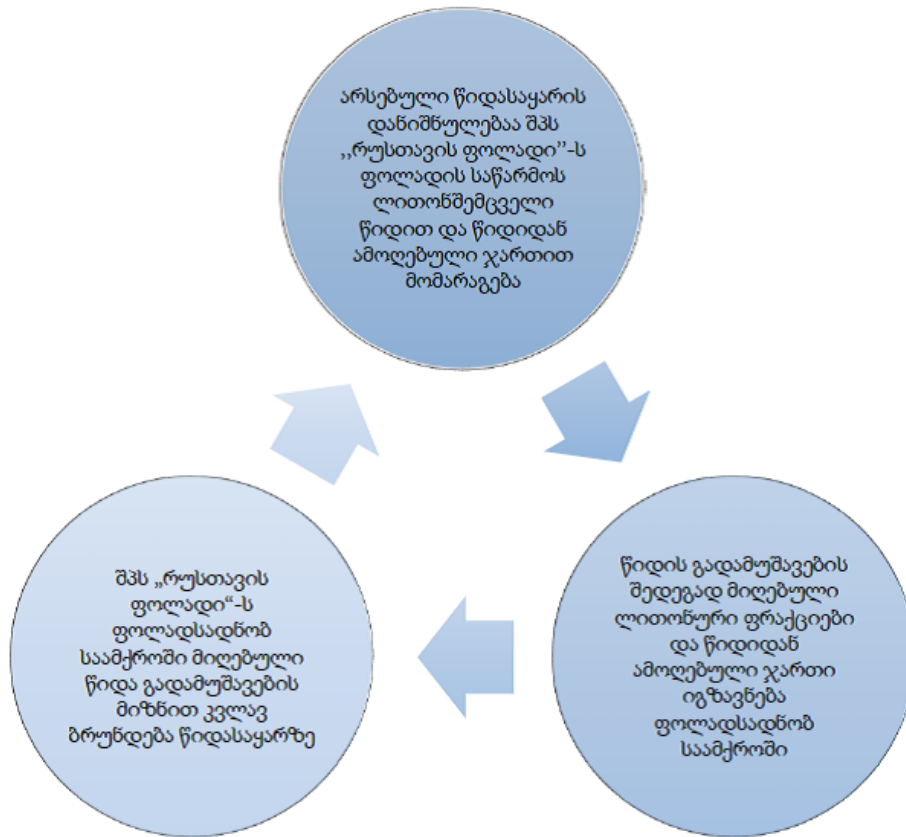 არსებული წიდასაყარის
დანიშნულებაა შპს
,,რუსთავის ფოლადი’’-ს
ფოლადის საწარმოს
ლითონშემცველი
წიდით და წიდიდან
ამოღებული ჯართით
მომარაგება
წიდის გადამუშავების
შედეგად მიღებული
ლითონური ფრაქციები
და წიდიდან
ამოღებული ჯართი
იგზავნება
ფოლადსადნობ
საამქროში
შპს „რუსთავის
ფოლადი“-ს
ფოლადსადნობ
საამქროში მიღებული
წიდა გადამუშავების
მიზნით კვლავ
ბრუნდება წიდასაყარზე